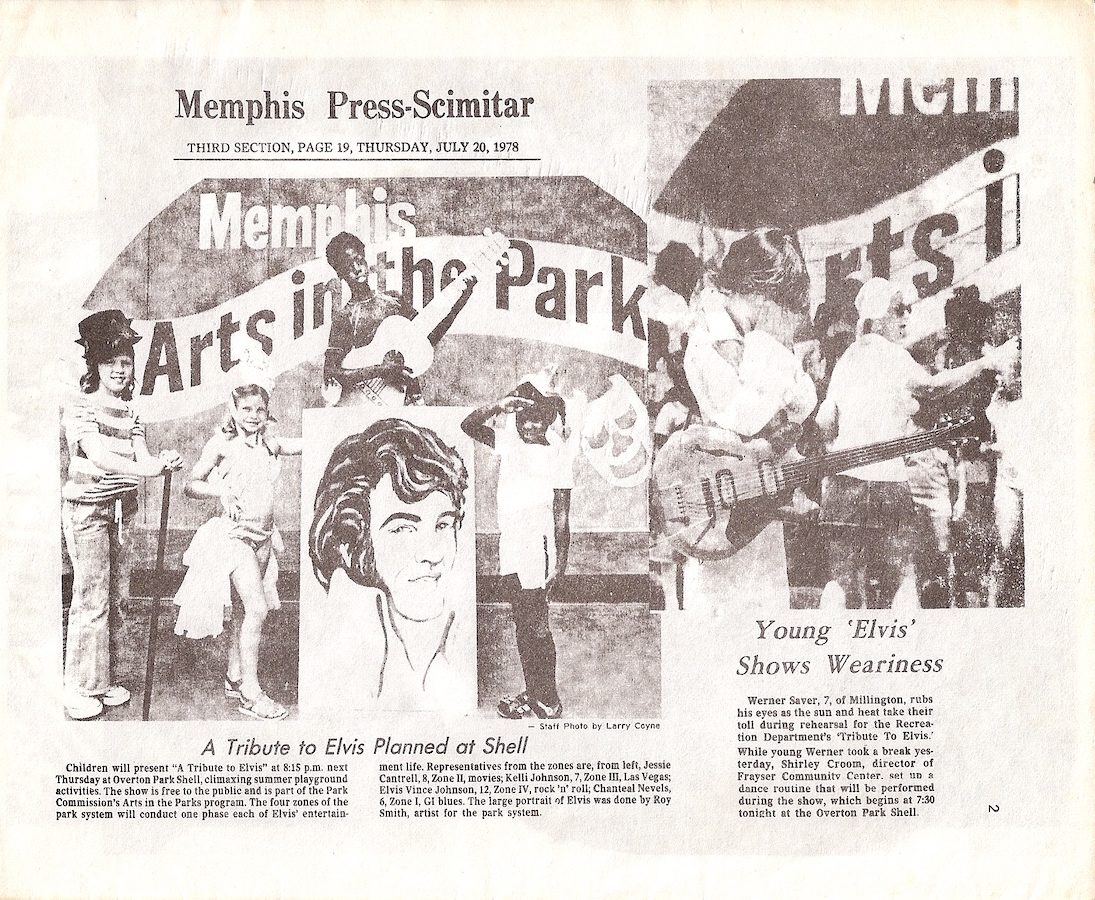 Memphis Press-Scimitar
THIRD SECTION, PAGE 19, THURSDAY, JULY 20, 1978
Memphis
Arts in the Park
Mem
rts i
— Staff Photo by Larry Coyne
A Tribute to Elvis Planned at Shell
Children will present "A Tribute to Elvis" at 8:15 p.m. next
Thursday at Overton Park Shell, climaxing summer playground
activities. The show is free to the public and is part of the Park
Commission's Arts in the Parks program. The four zones of the
park system will conduct one phase each of Elvis' entertain-
ment life. Representatives from the zones are, from left, Jessie
Cantrell, 8, Zone II, movies; Kelli Johnson, 7, Zone III, Las Vegas;
Elvis Vince Johnson, 12, Zone IV, rock 'n' roll; Chanteal Nevels,
6, Zone I, GI blues. The large portrait of Elvis was done by Roy
Smith, artist for the park system.
Young 'Elvis'
Shows Weariness
Werner Saver, 7, of Millington, rubs
his eyes as the sun and heat take their
toll during rehearsal for the Recrea-
tion Department's 'Tribute To Elvis.'
While young Werner took a break yes-
terday, Shirley Croom, director of
Frayser Community Center, set up a
dance routine that will be performed
during the show, which begins at 7:30
tonight at the Overton Park Shell.
2